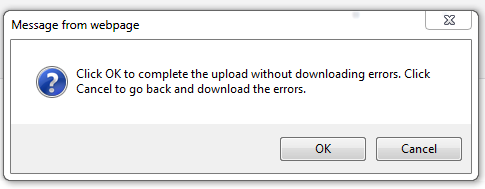 Message from webpage
Click OK to complete the upload without downloading errors. Click
Cancel to go back and download the errors.
OK
Cancel